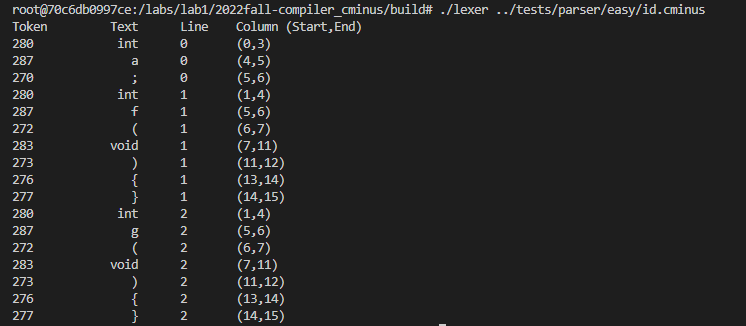 root@70c6db0997ce:/labs/lab1/2022fall-compiler_cminus/build# ./lexer ../tests/parser/easy/id.cminus
Token Text Line Column (Start,End)
280 int 0 (0,3)
287 a 0 (4,5)
270 ; 0 (5,6)
280 int 1 (1,4)
287 f 1 (5,6)
272 ( 1 (6,7)
283 void 1 (7,11)
273 ) 1 (11,12)
276 { 1 (13,14)
277 } 1 (14,15)
280 int 2 (1,4)
287 g 2 (5,6)
272 ( 2 (6,7)
283 void 2 (7,11)
273 ) 2 (11,12)
276 { 2 (13,14)
277 } 2 (14,15)